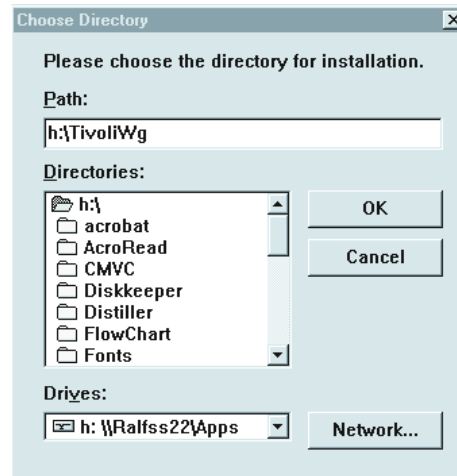 Choose Directory
Please choose the directory for installation.
Path:
h:\TivoliWg
Directories:
h:\
acrobat
AcroRead
CMVC
Diskkeeper
Distiller
FlowChart
Fonts
OK
Cancel
Drives:
h: \\Ralfss22\Apps
Network...